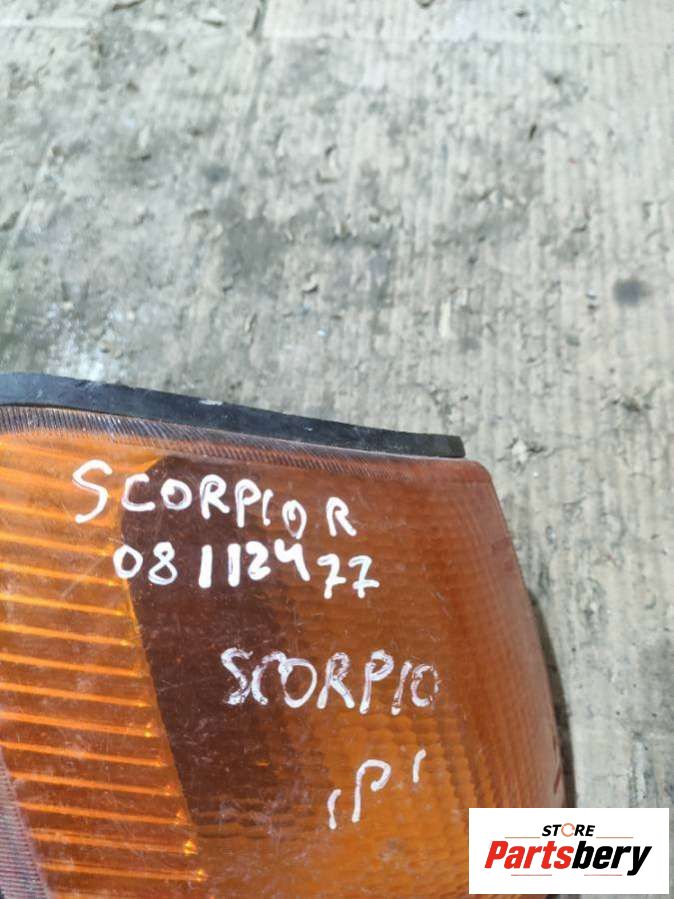 SCORPIO R
08112477
SCORPIO
'P'
STORE
Partsbery